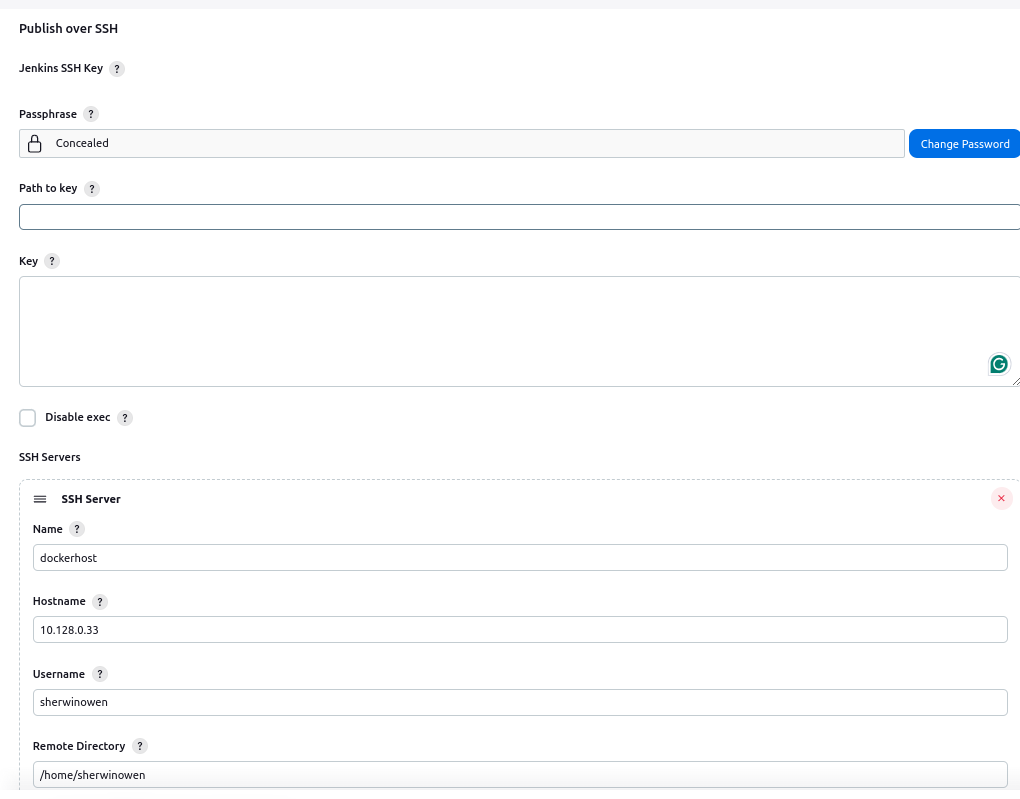 Publish over SSH
Jenkins SSH Key ?
Passphrase ?
Concealed
Change Password
Path to key ?
Key ?
Disable exec ?
SSH Servers
SSH Server
Name ?
dockerhost
Hostname ?
10.128.0.33
Username ?
sherwinowen
Remote Directory ?
/home/sherwinowen